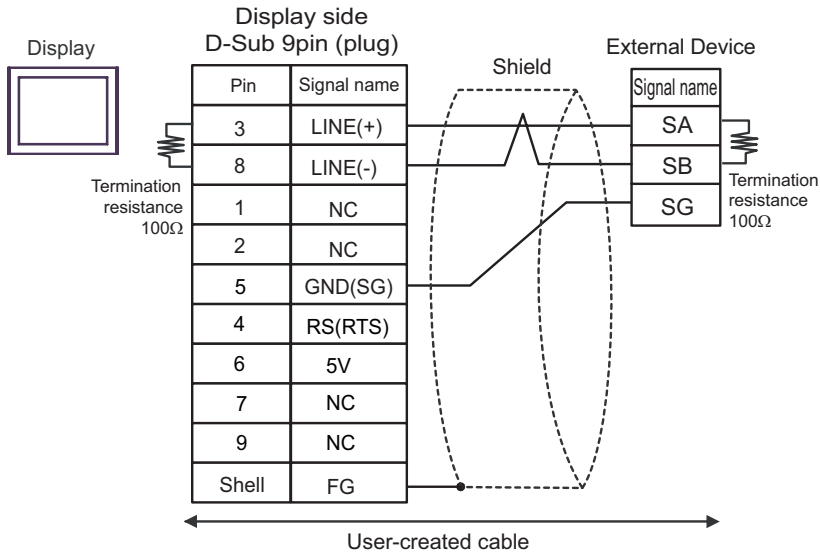 Display side
D-Sub 9pin (plug)
Display
External Device
Shield
Pin Signal name
Signal name
3 LINE(+)
SA
8 LINE(-)
SB
Termination
resistance
100Ω
Termination
resistance
100Ω
1 NC
SG
2 NC
5 GND(SG)
4 RS(RTS)
6 5V
7 NC
9 NC
Shell FG
User-created cable